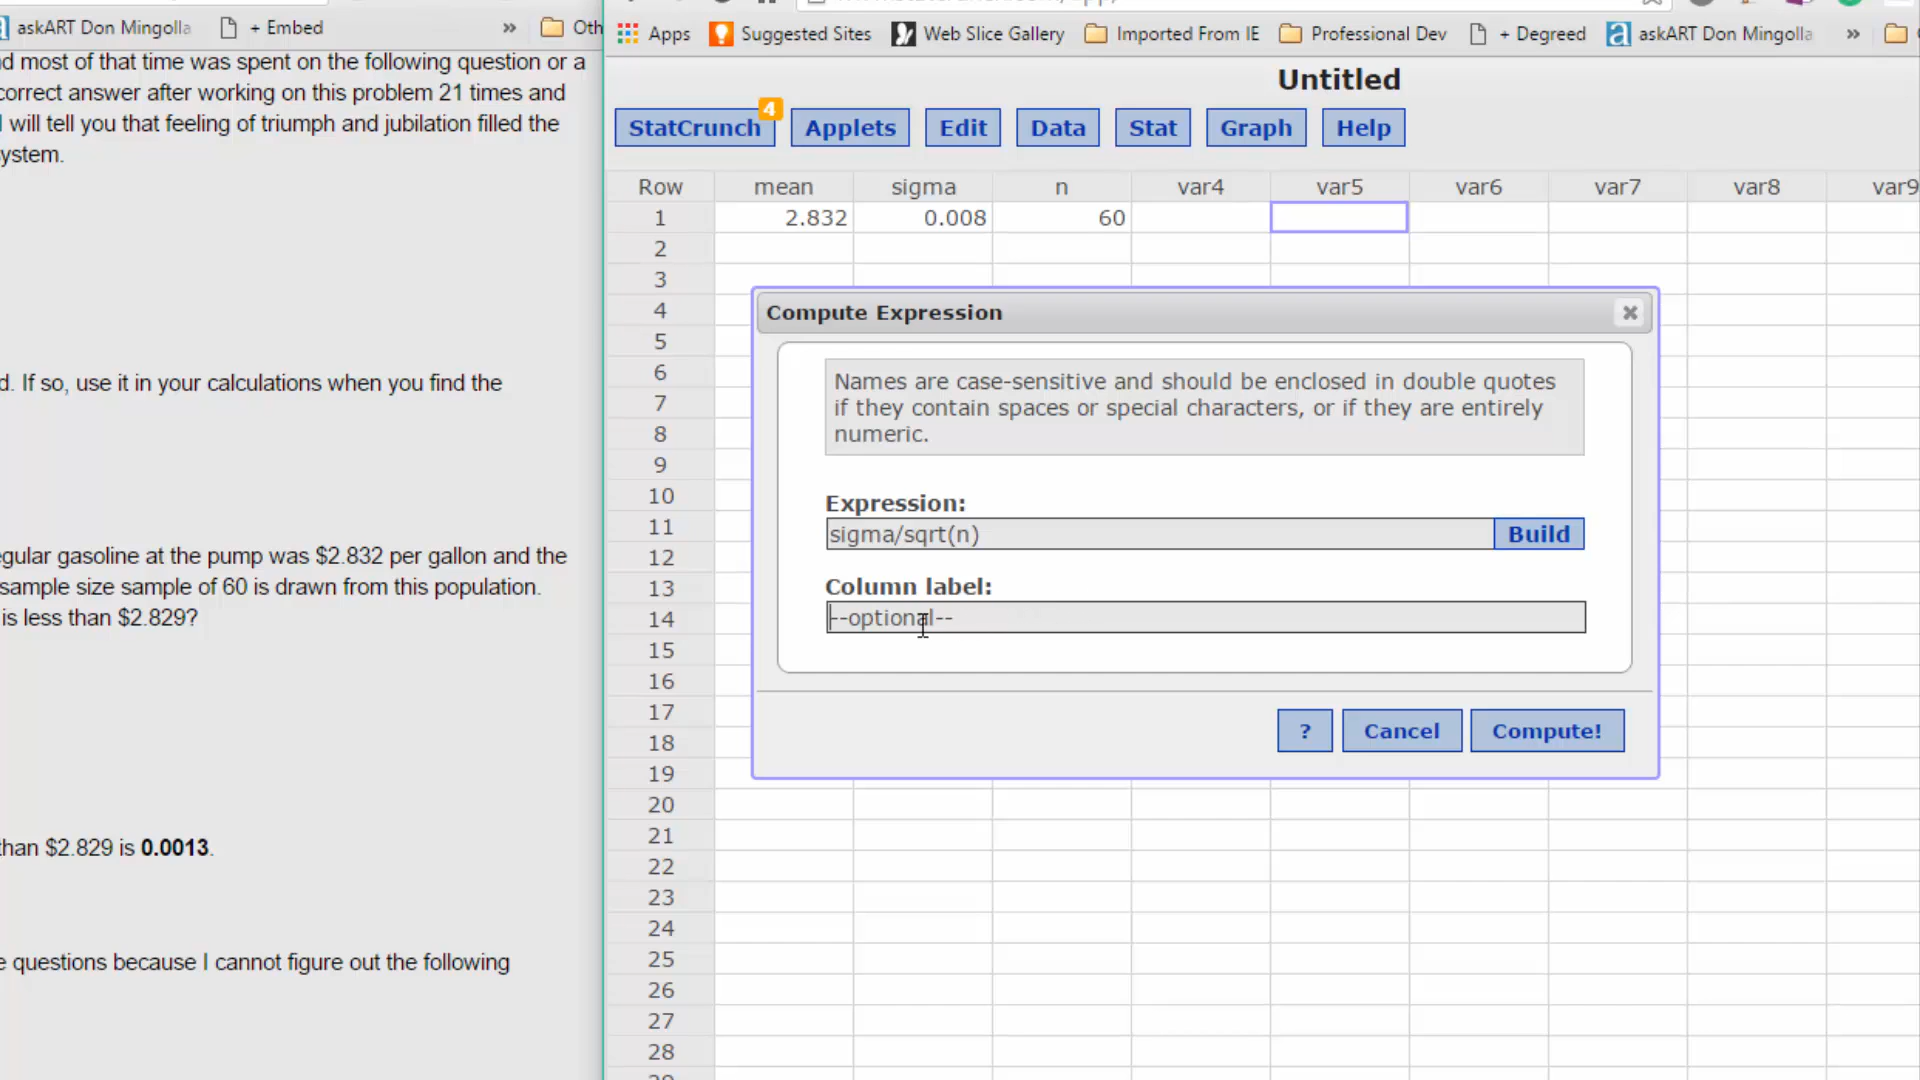 askART Don Mingolla + Embed » Oth
d most of that time was spent on the following question or a
correct answer after working on this problem 21 times and
will tell you that feeling of triumph and jubilation filled the
ystem.
d. If so, use it in your calculations when you find the
egular gasoline at the pump was $2.832 per gallon and the
sample size sample of 60 is drawn from this population.
is less than $2.829?
han $2.829 is 0.0013.
e questions because I cannot figure out the following
Apps Suggested Sites Web Slice Gallery Imported From IE Professional Dev + Degreed askART Don Mingolla »
Untitled
StatCrunch 4 Applets Edit Data Stat Graph Help
Row mean sigma n var4 var5 var6 var7 var8 var9
1 2.832 0.008 60
2
3
4
5
6
7
8
9
10
11
12
13
14
15
16
17
18
19
20
21
22
23
24
25
26
27
28
Compute Expression
Names are case-sensitive and should be enclosed in double quotes
if they contain spaces or special characters, or if they are entirely
numeric.
Expression:
sigma/sqrt(n) Build
Column label:
--optional--
? Cancel Compute!